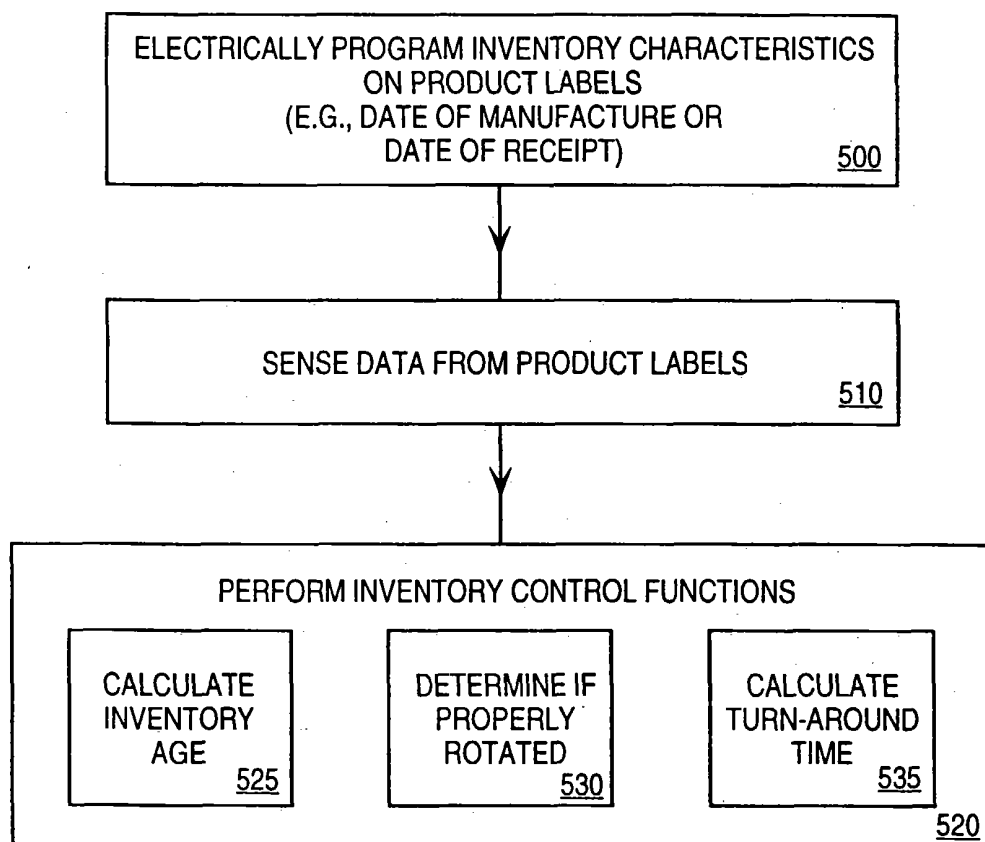 ELECTRICALLY PROGRAM INVENTORY CHARACTERISTICS
ON PRODUCT LABELS
(E.G., DATE OF MANUFACTURE OR
DATE OF RECEIPT)
500
SENSE DATA FROM PRODUCT LABELS
510
PERFORM INVENTORY CONTROL FUNCTIONS
CALCULATE
INVENTORY
AGE
525
DETERMINE IF
PROPERLY
ROTATED
530
CALCULATE
TURN-AROUND
TIME
535
520